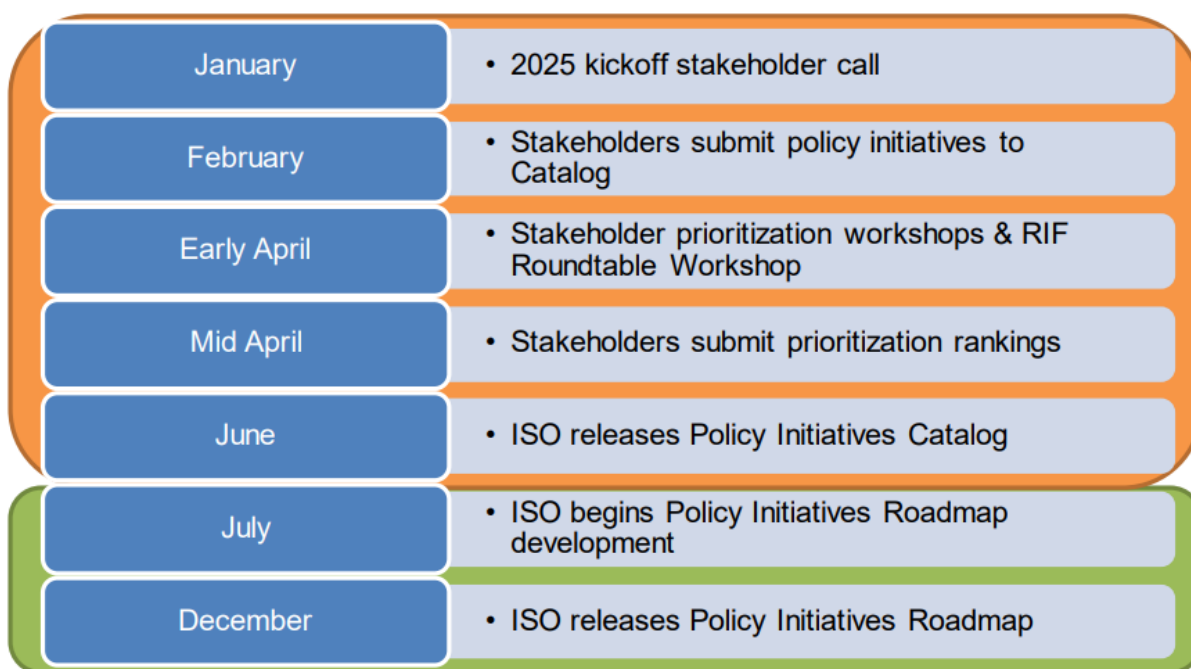 January
• 2025 kickoff stakeholder call
February
• Stakeholders submit policy initiatives to
Catalog
Early April
• Stakeholder prioritization workshops & RIF
Roundtable Workshop
Mid April
• Stakeholders submit prioritization rankings
June
• ISO releases Policy Initiatives Catalog
July
• ISO begins Policy Initiatives Roadmap
development
December
• ISO releases Policy Initiatives Roadmap